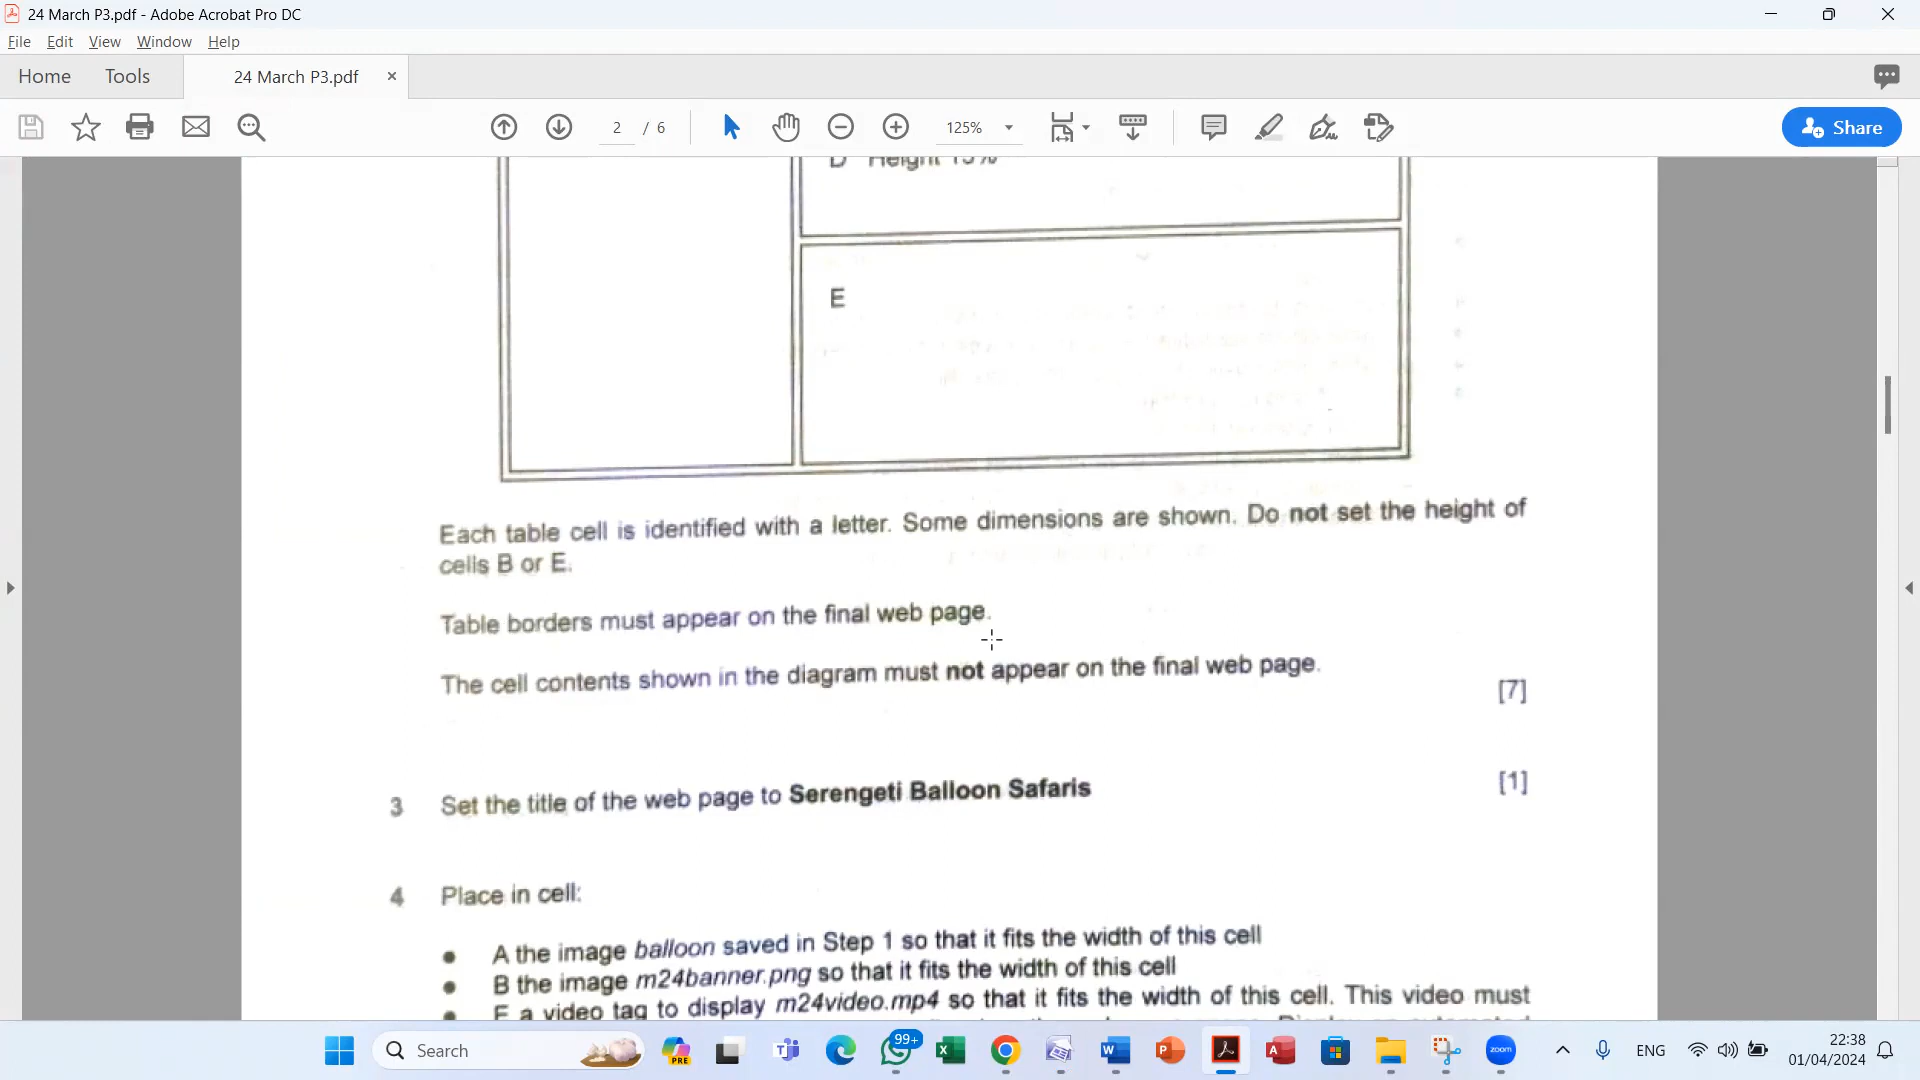 24 March P3.pdf - Adobe Acrobat Pro DC
File Edit View Window Help
Home Tools 24 March P3.pdf ×
2 / 6 125% Share
D Height 15%
E
Each table cell is identified with a letter. Some dimensions are shown. Do not set the height of
cells B or E.
Table borders must appear on the final web page.
The cell contents shown in the diagram must not appear on the final web page.
[7]
3 Set the title of the web page to Serengeti Balloon Safaris [1]
4 Place in cell:
• A the image balloon saved in Step 1 so that it fits the width of this cell
• B the image m24banner.png so that it fits the width of this cell
• E a video tag to display m24video.mp4 so that it fits the width of this cell. This video must
Search PRE 99+ zoom ENG 22:38
01/04/2024